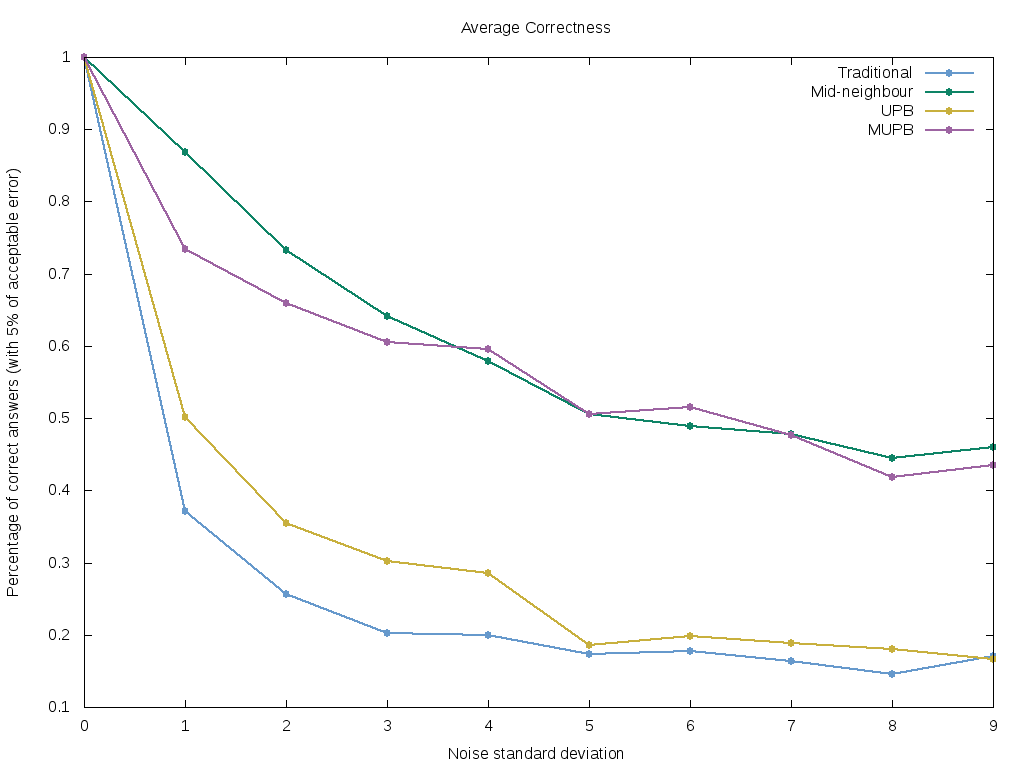 Average Correctness
Traditional
Mid-neighbour
UPB
MUPB
Percentage of correct answers (with 5% of acceptable error)
1
0.9
0.8
0.7
0.6
0.5
0.4
0.3
0.2
0.1
0 1 2 3 4 5 6 7 8 9
Noise standard deviation